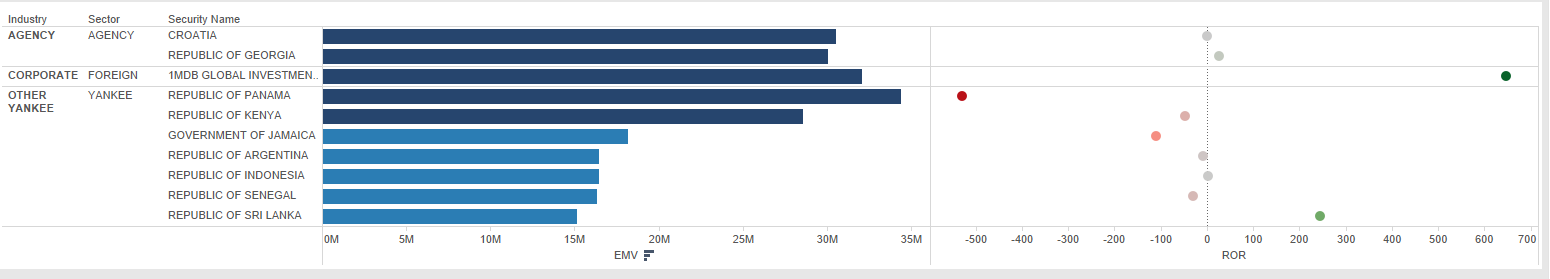 Industry Sector Security Name
AGENCY AGENCY CROATIA
REPUBLIC OF GEORGIA
CORPORATE FOREIGN 1MDB GLOBAL INVESTMEN..
OTHER YANKEE REPUBLIC OF PANAMA
YANKEE
REPUBLIC OF KENYA
GOVERNMENT OF JAMAICA
REPUBLIC OF ARGENTINA
REPUBLIC OF INDONESIA
REPUBLIC OF SENEGAL
REPUBLIC OF SRI LANKA
0M 5M 10M 15M 20M 25M 30M 35M -500 -400 -300 -200 -100 0 100 200 300 400 500 600 700
EMV ROR